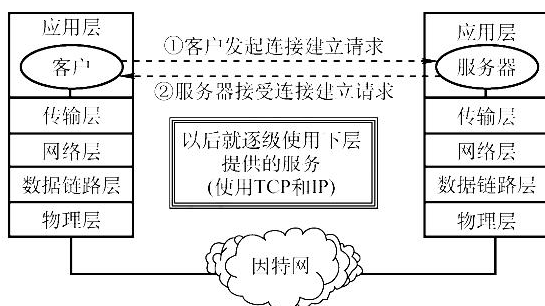 应用层
客户
传输层
网络层
数据链路层
物理层
①客户发起连接建立请求
②服务器接受连接建立请求
以后就逐级使用下层
提供的服务
(使用TCP和IP)
因特网
应用层
服务器
传输层
网络层
数据链路层
物理层